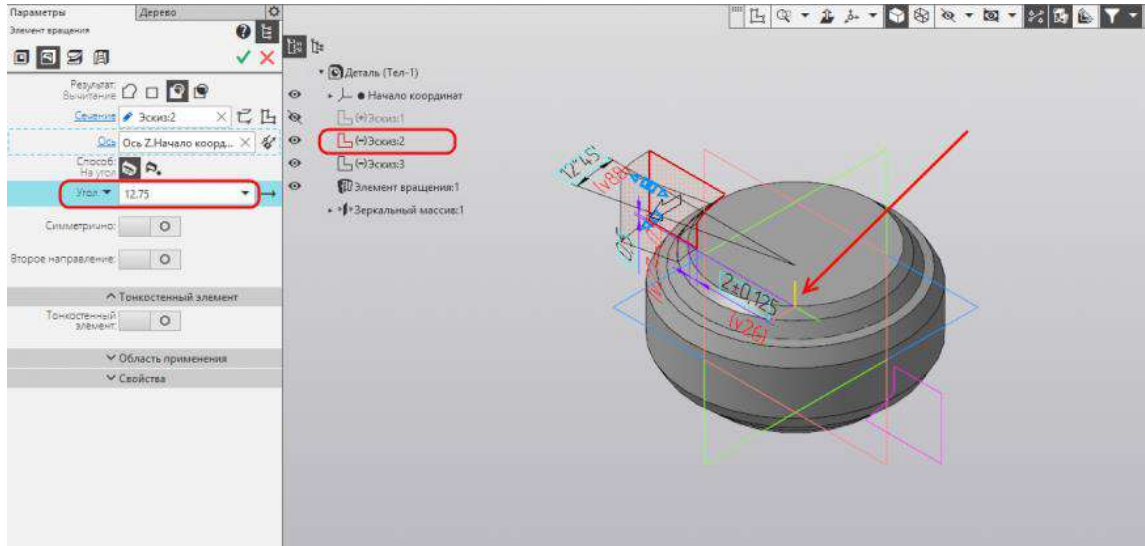 Параметры
Дерево
Элемент вращения
Результат:
Вычитание
Сечение
Эскиз:2
Ось
Ось Z.Начало коорд...
Способ:
На угол
Угол
12.75
Симметрично:
Второе направление:
Тонкостенный элемент
Тонкостенный
элемент:
Область применения
Свойства
Деталь (Тел-1)
Начало координат
(+)Эскиз:1
(-)Эскиз:2
(-)Эскиз:3
Элемент вращения:1
Зеркальный массив:1
12°45'
(v88)
2±0,125
(v26)